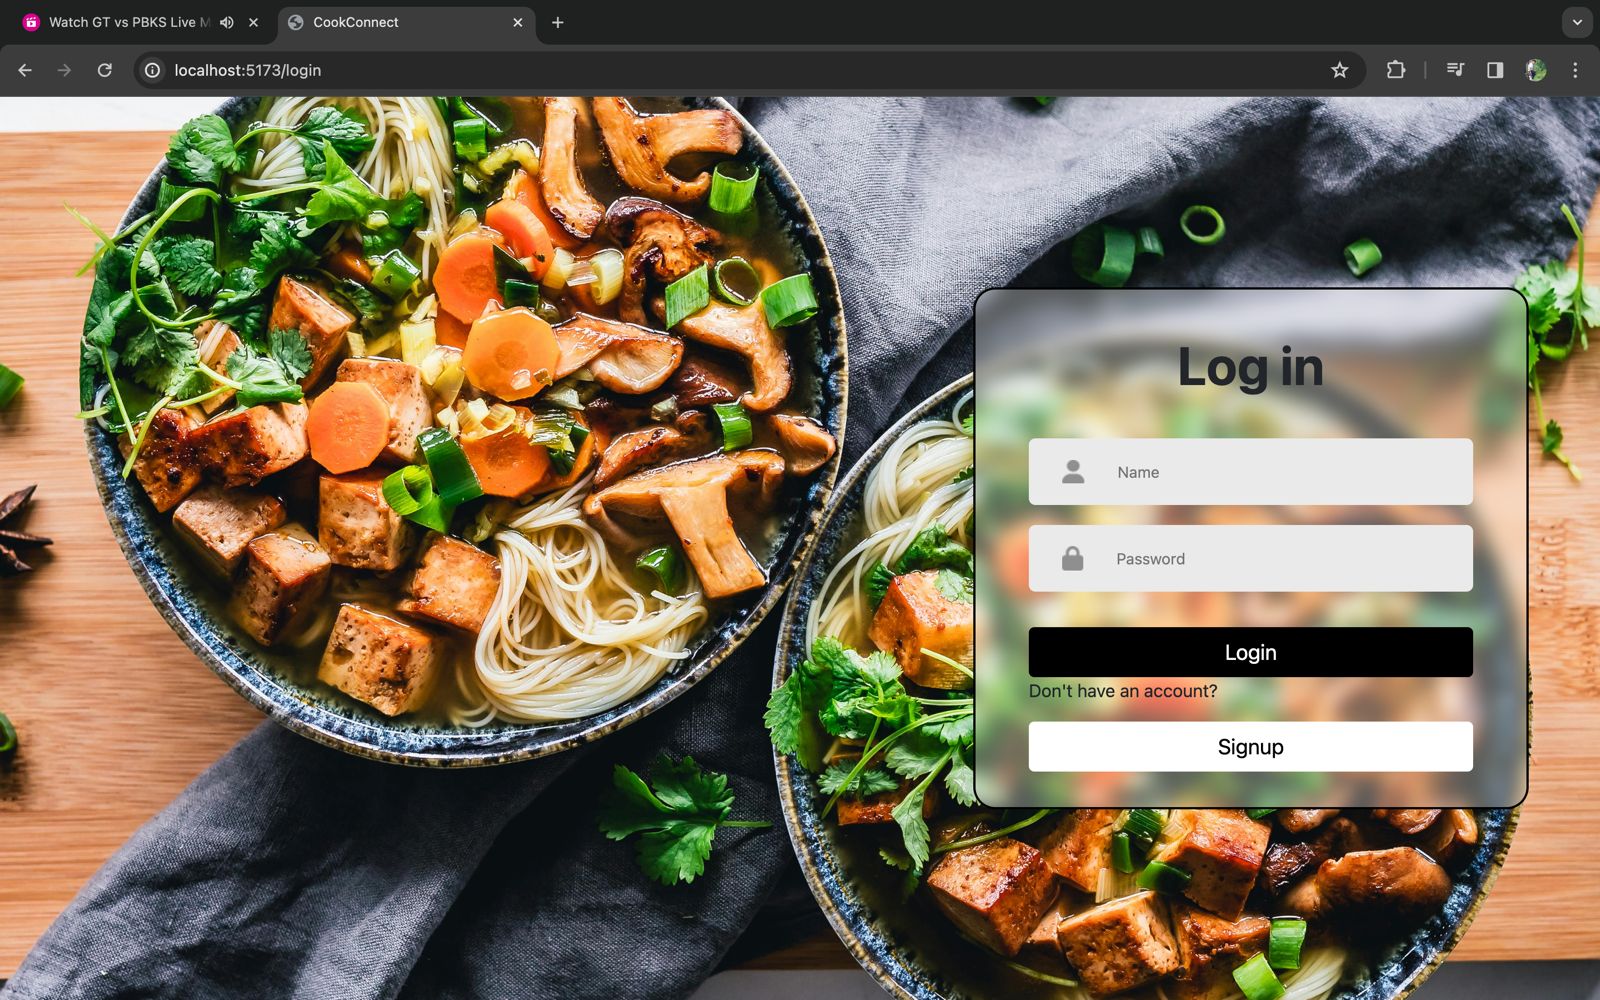 Watch GT vs PBKS Live M
CookConnect
localhost:5173/login
Log in
Name
Password
Login
Don't have an account?
Signup